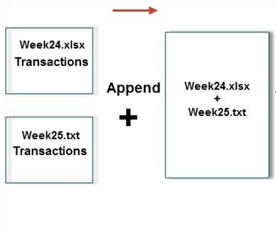 Week24.xlsx
Transactions
Append
+
Week25.txt
Transactions
Week24.xlsx
+
Week25.txt